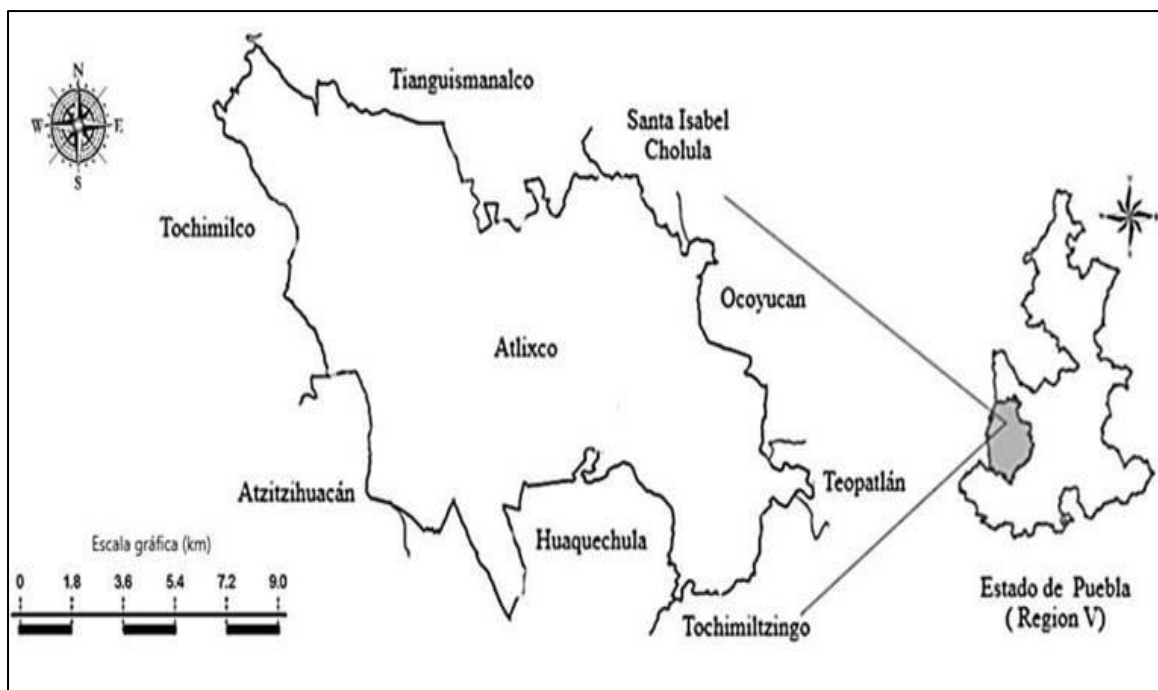 N
W
E
S
Tianguismanalco
Santa Isabel
Cholula
Tochimilco
Ocoyucan
Atlixco
Atzitzihuacán
Teopatlán
Huaquechula
Tochimiltzingo
Escala gráfica (km)
0 1.8 3.6 5.4 7.2 9.0
Estado de Puebla
( Region V)